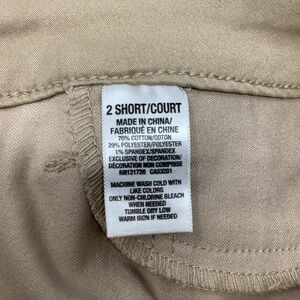 2 SHORT/COURT
MADE IN CHINA/
FABRIQUÉ EN CHINE
70% COTTON/COTON
29% POLYESTER/POLYESTER
1% SPANDEX/SPANDEX
EXCLUSIVE OF DECORATION/
DÉCORATION NON COMPRISE
RN121726 CA03201
MACHINE WASH COLD WITH
LIKE COLORS
ONLY NON-CHLORINE BLEACH
WHEN NEEDED
TUMBLE DRY LOW
WARM IRON IF NEEDED